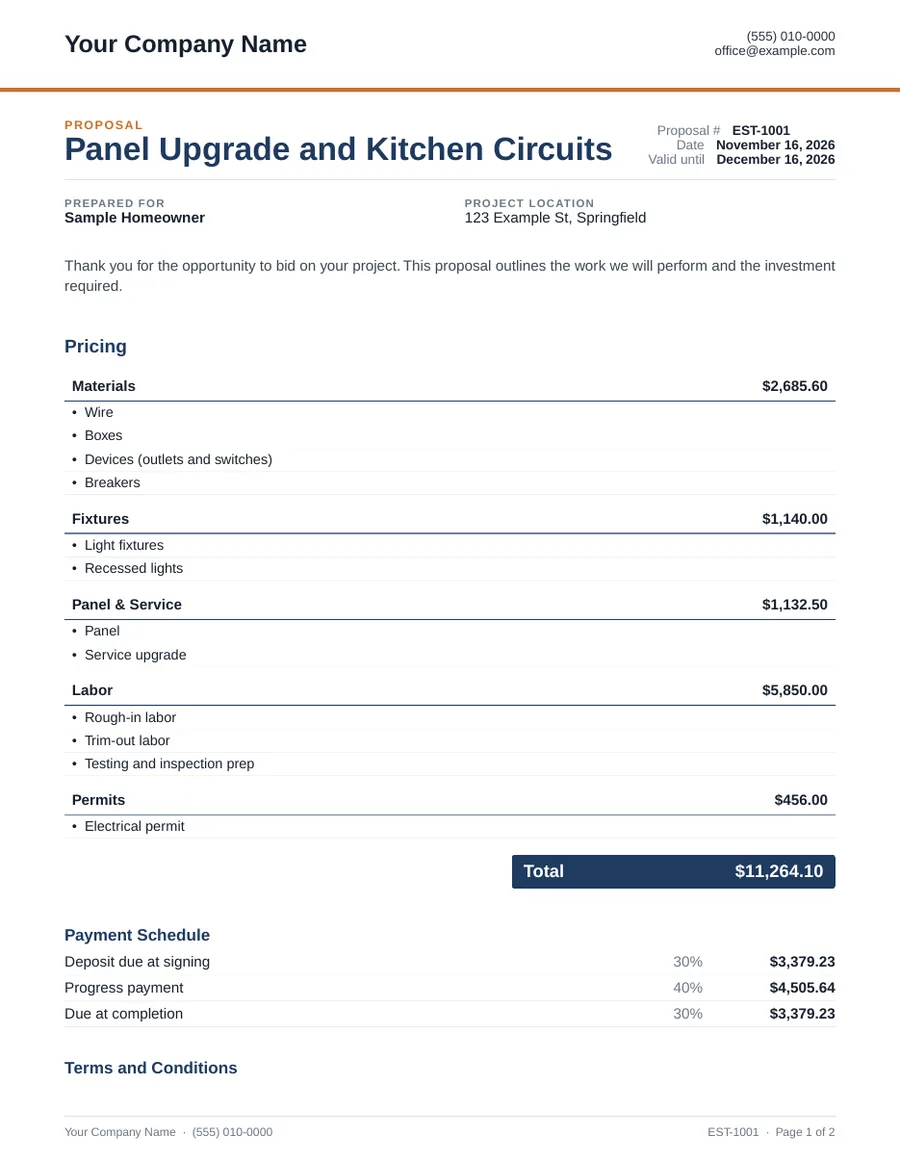 Your Company Name
(555) 010-0000
office@example.com
PROPOSAL
Panel Upgrade and Kitchen Circuits
Proposal # EST-1001
Date November 16, 2026
Valid until December 16, 2026
PREPARED FOR
Sample Homeowner
PROJECT LOCATION
123 Example St, Springfield
Thank you for the opportunity to bid on your project. This proposal outlines the work we will perform and the investment
required.
Pricing
Materials $2,685.60
• Wire
• Boxes
• Devices (outlets and switches)
• Breakers
Fixtures $1,140.00
• Light fixtures
• Recessed lights
Panel & Service $1,132.50
• Panel
• Service upgrade
Labor $5,850.00
• Rough-in labor
• Trim-out labor
• Testing and inspection prep
Permits $456.00
• Electrical permit
Total $11,264.10
Payment Schedule
Deposit due at signing 30% $3,379.23
Progress payment 40% $4,505.64
Due at completion 30% $3,379.23
Terms and Conditions
Your Company Name · (555) 010-0000
EST-1001 · Page 1 of 2